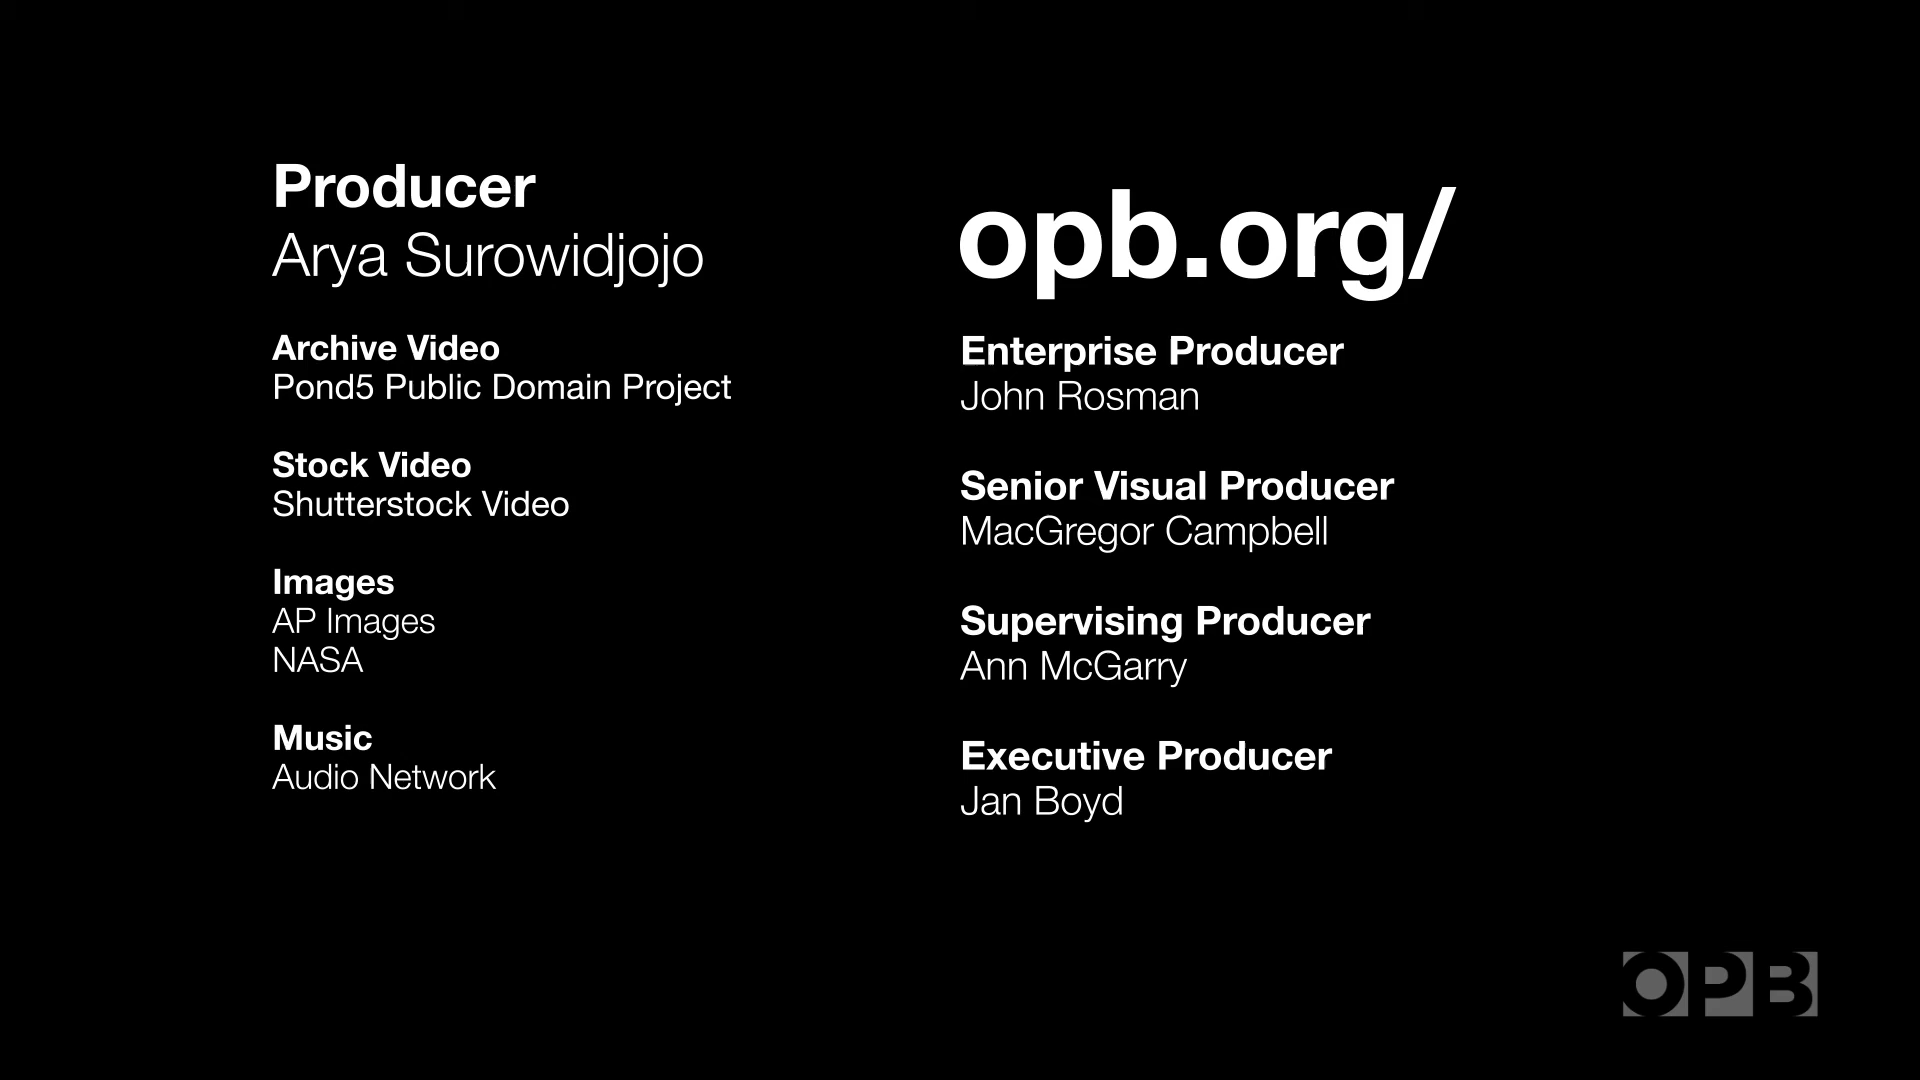 Producer
Arya Surowidjojo
Archive Video
Pond5 Public Domain Project
Stock Video
Shutterstock Video
Images
AP Images
NASA
Music
Audio Network
opb.org/
Enterprise Producer
John Rosman
Senior Visual Producer
MacGregor Campbell
Supervising Producer
Ann McGarry
Executive Producer
Jan Boyd
OPB